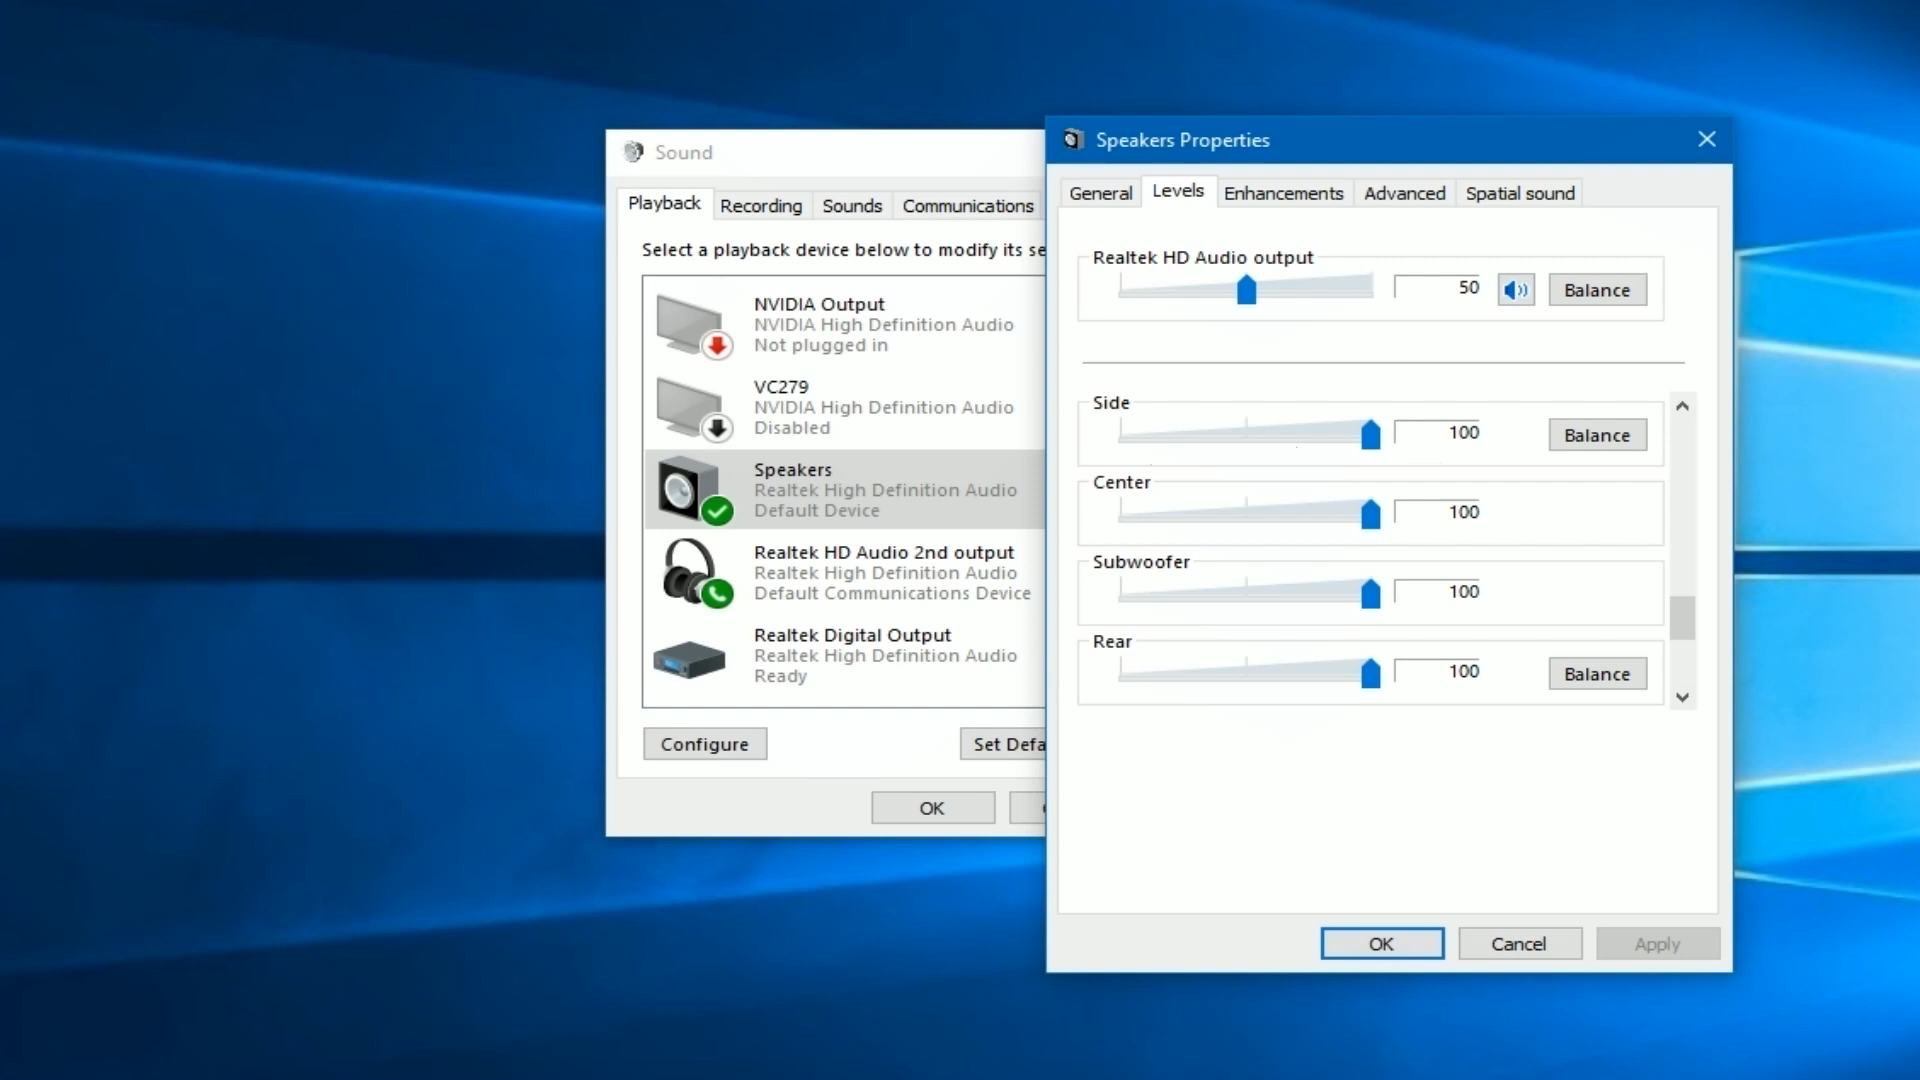 Sound
Playback
Recording
Sounds
Communications
Select a playback device below to modify its se
NVIDIA Output
NVIDIA High Definition Audio
Not plugged in
VC279
NVIDIA High Definition Audio
Disabled
Speakers
Realtek High Definition Audio
Default Device
Realtek HD Audio 2nd output
Realtek High Definition Audio
Default Communications Device
Realtek Digital Output
Realtek High Definition Audio
Ready
Configure
Set Defa
OK
Speakers Properties
General
Levels
Enhancements
Advanced
Spatial sound
Realtek HD Audio output
50
Balance
Side
100
Balance
Center
100
Subwoofer
100
Rear
100
Balance
OK
Cancel
Apply